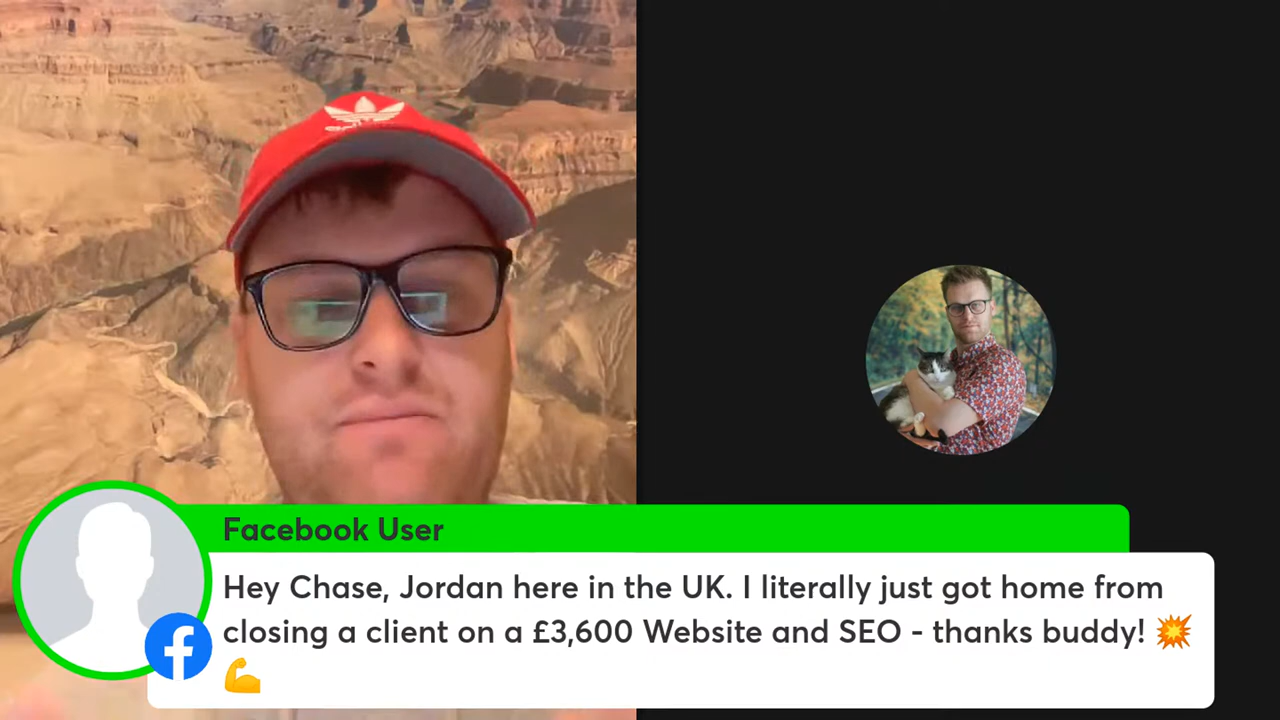 Facebook User
Hey Chase, Jordan here in the UK. I literally just got home from
closing a client on a £3,600 Website and SEO - thanks buddy! 💥
💪